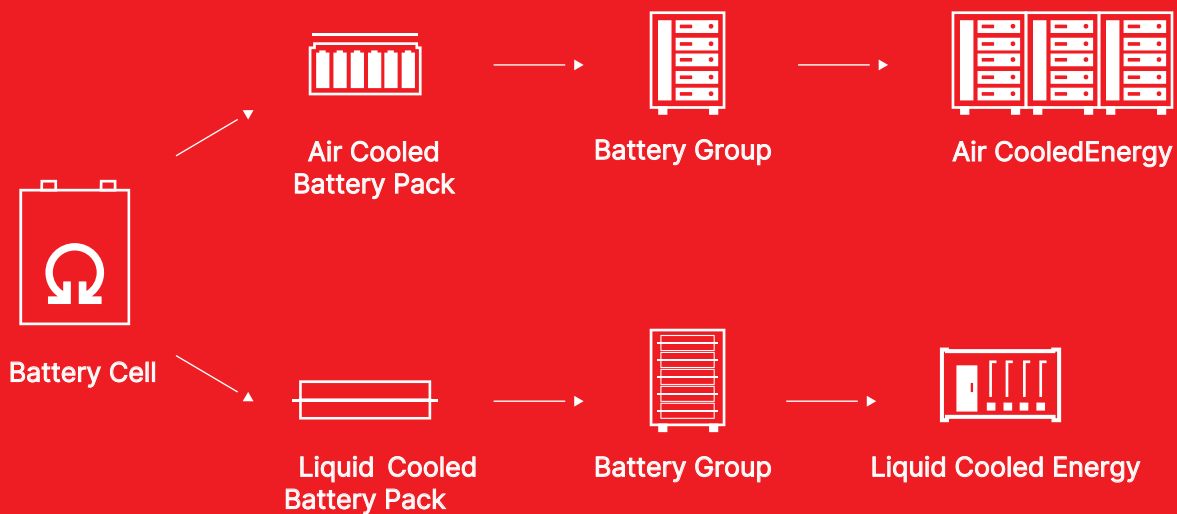 Air Cooled
Battery Pack
Battery Group
Air CooledEnergy
Battery Cell
Liquid Cooled
Battery Pack
Battery Group
Liquid Cooled Energy